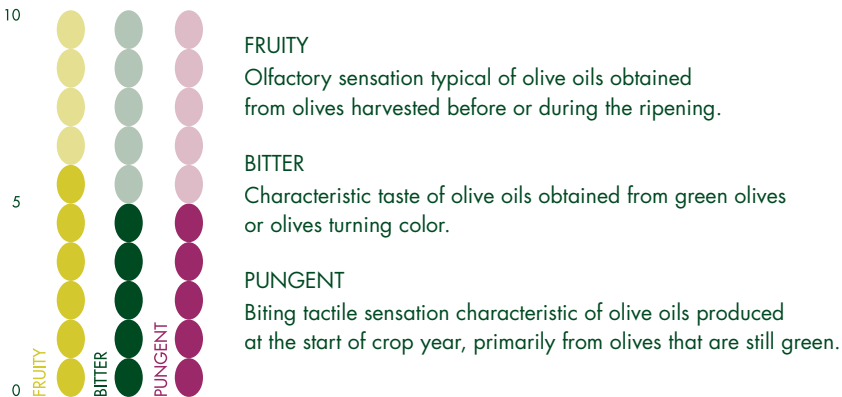 10
5
0
FRUITY
BITTER
PUNGENT
FRUITY
Olfactory sensation typical of olive oils obtained
from olives harvested before or during the ripening.
BITTER
Characteristic taste of olive oils obtained from green olives
or olives turning color.
PUNGENT
Biting tactile sensation characteristic of olive oils produced
at the start of crop year, primarily from olives that are still green.